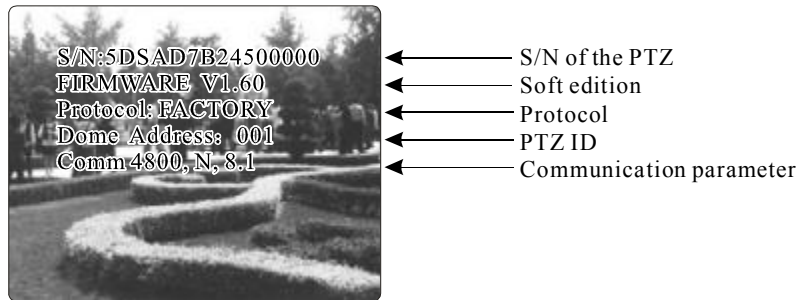 S/N:5DSAD7B24500000
FIRMWARE V1.60
Protocol: FACTORY
Dome Address: 001
Comm 4800, N, 8.1
S/N of the PTZ
Soft edition
Protocol
PTZ ID
Communication parameter